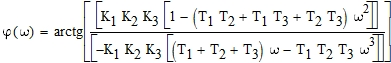 φ(ω) = arctg[[K₁ K₂ K₃ [1 − (T₁ T₂ + T₁ T₃ + T₂ T₃) ω²]] / [−K₁ K₂ K₃ [(T₁ + T₂ + T₃) ω − T₁ T₂ T₃ ω³]]]